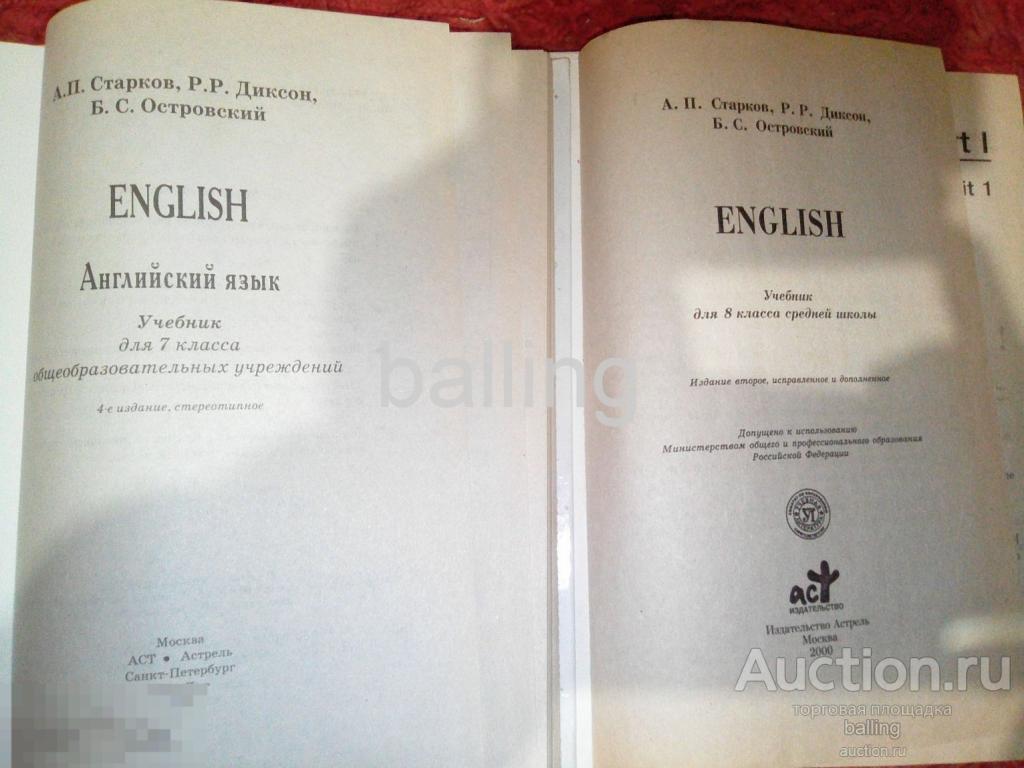 А.П. Старков, Р.Р. Диксон,
Б. С. Островский
ENGLISH
Английский язык
Учебник
для 7 класса
общеобразовательных учреждений
4-е издание, стереотипное
Москва
АСТ • Астрель
Санкт-Петербург
А. П. Старков, Р. Р. Диксон,
Б. С. Островский
ENGLISH
Учебник
для 8 класса средней школы
Издание второе, исправленное и дополненное
Допущено к использованию
Министерством общего и профессионального образования
Российской Федерации
УЛ
аст
ИЗДАТЕЛЬСТВО
Издательство Астрель
Москва
2000
rt I
it 1
balling
Auction.ru
торговая площадка
balling
auction.ru